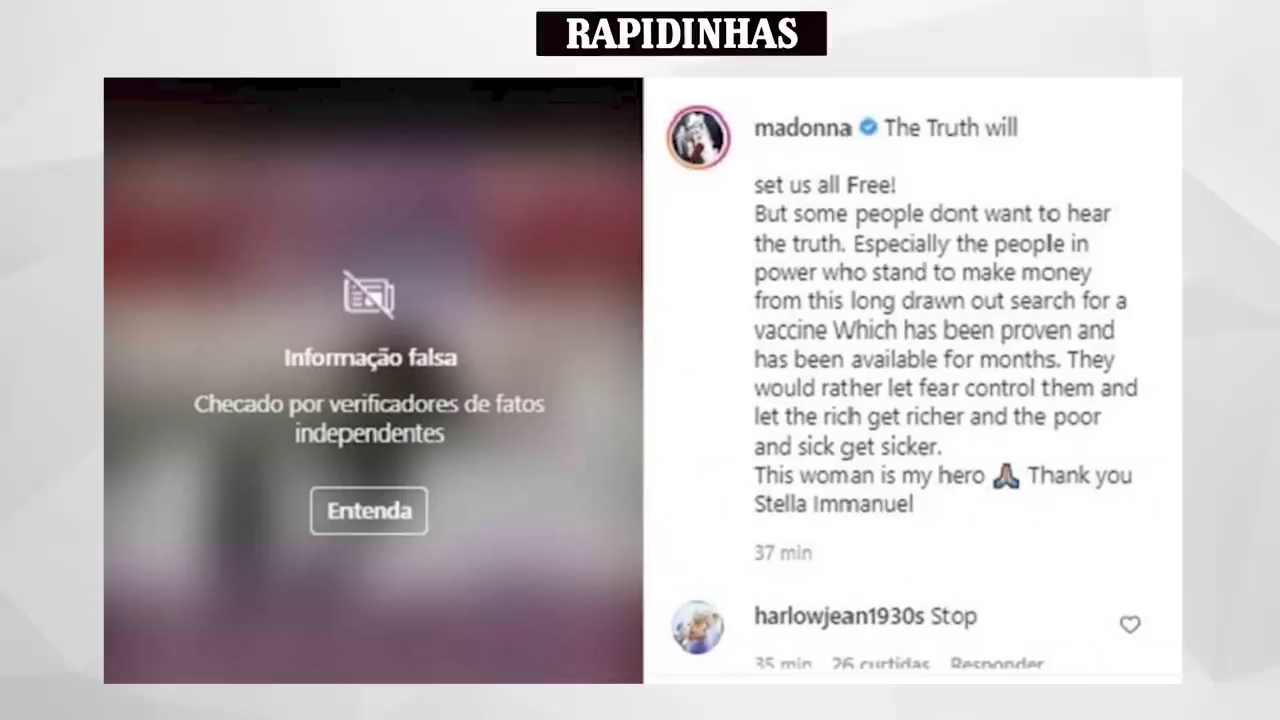 RAPIDINHAS
Informação falsa
Checado por verificadores de fatos
independentes
Entenda
madonna The Truth will
set us all Free!
But some people dont want to hear
the truth. Especially the people in
power who stand to make money
from this long drawn out search for a
vaccine Which has been proven and
has been available for months. They
would rather let fear control them and
let the rich get richer and the poor
and sick get sicker.
This woman is my hero 🙏🏽 Thank you
Stella Immanuel
37 min
harlowjean1930s Stop
35 min 26 curtidas Responder